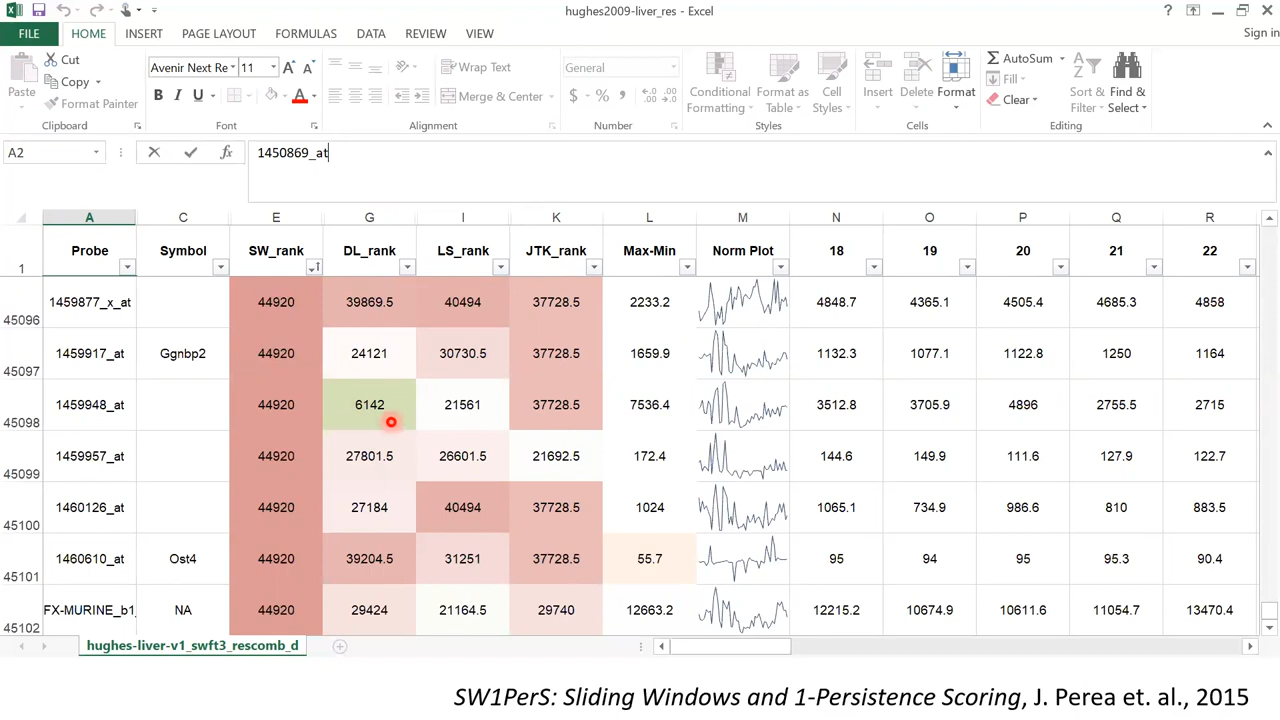 hughes2009-liver_res - Excel
?
Sign in
FILE HOME INSERT PAGE LAYOUT FORMULAS DATA REVIEW VIEW
Paste
Cut
Copy
Format Painter
Clipboard
Avenir Next Re 11 A A
B I U A
Font
Wrap Text
Merge & Center
Alignment
General
$ % ,
Number
Conditional Formatting
Format as Table
Cell Styles
Styles
Insert Delete Format
Cells
AutoSum
Fill
Clear
Sort & Filter
Find & Select
Editing
A2 fx 1450869_at
A C E G I K L M N O P Q R
1 Probe Symbol SW_rank DL_rank LS_rank JTK_rank Max-Min Norm Plot 18 19 20 21 22
45096 1459877_x_at 44920 39869.5 40494 37728.5 2233.2 4848.7 4365.1 4505.4 4685.3 4858
45097 1459917_at Ggnbp2 44920 24121 30730.5 37728.5 1659.9 1132.3 1077.1 1122.8 1250 1164
45098 1459948_at 44920 6142 21561 37728.5 7536.4 3512.8 3705.9 4896 2755.5 2715
45099 1459957_at 44920 27801.5 26601.5 21692.5 172.4 144.6 149.9 111.6 127.9 122.7
45100 1460126_at 44920 27184 40494 37728.5 1024 1065.1 734.9 986.6 810 883.5
45101 1460610_at Ost4 44920 39204.5 31251 37728.5 55.7 95 94 95 95.3 90.4
45102 FX-MURINE_b1_ NA 44920 29424 21164.5 29740 12663.2 12215.2 10674.9 10611.6 11054.7 13470.4
hughes-liver-v1_swft3_rescomb_d
SW1PerS: Sliding Windows and 1-Persistence Scoring, J. Perea et. al., 2015